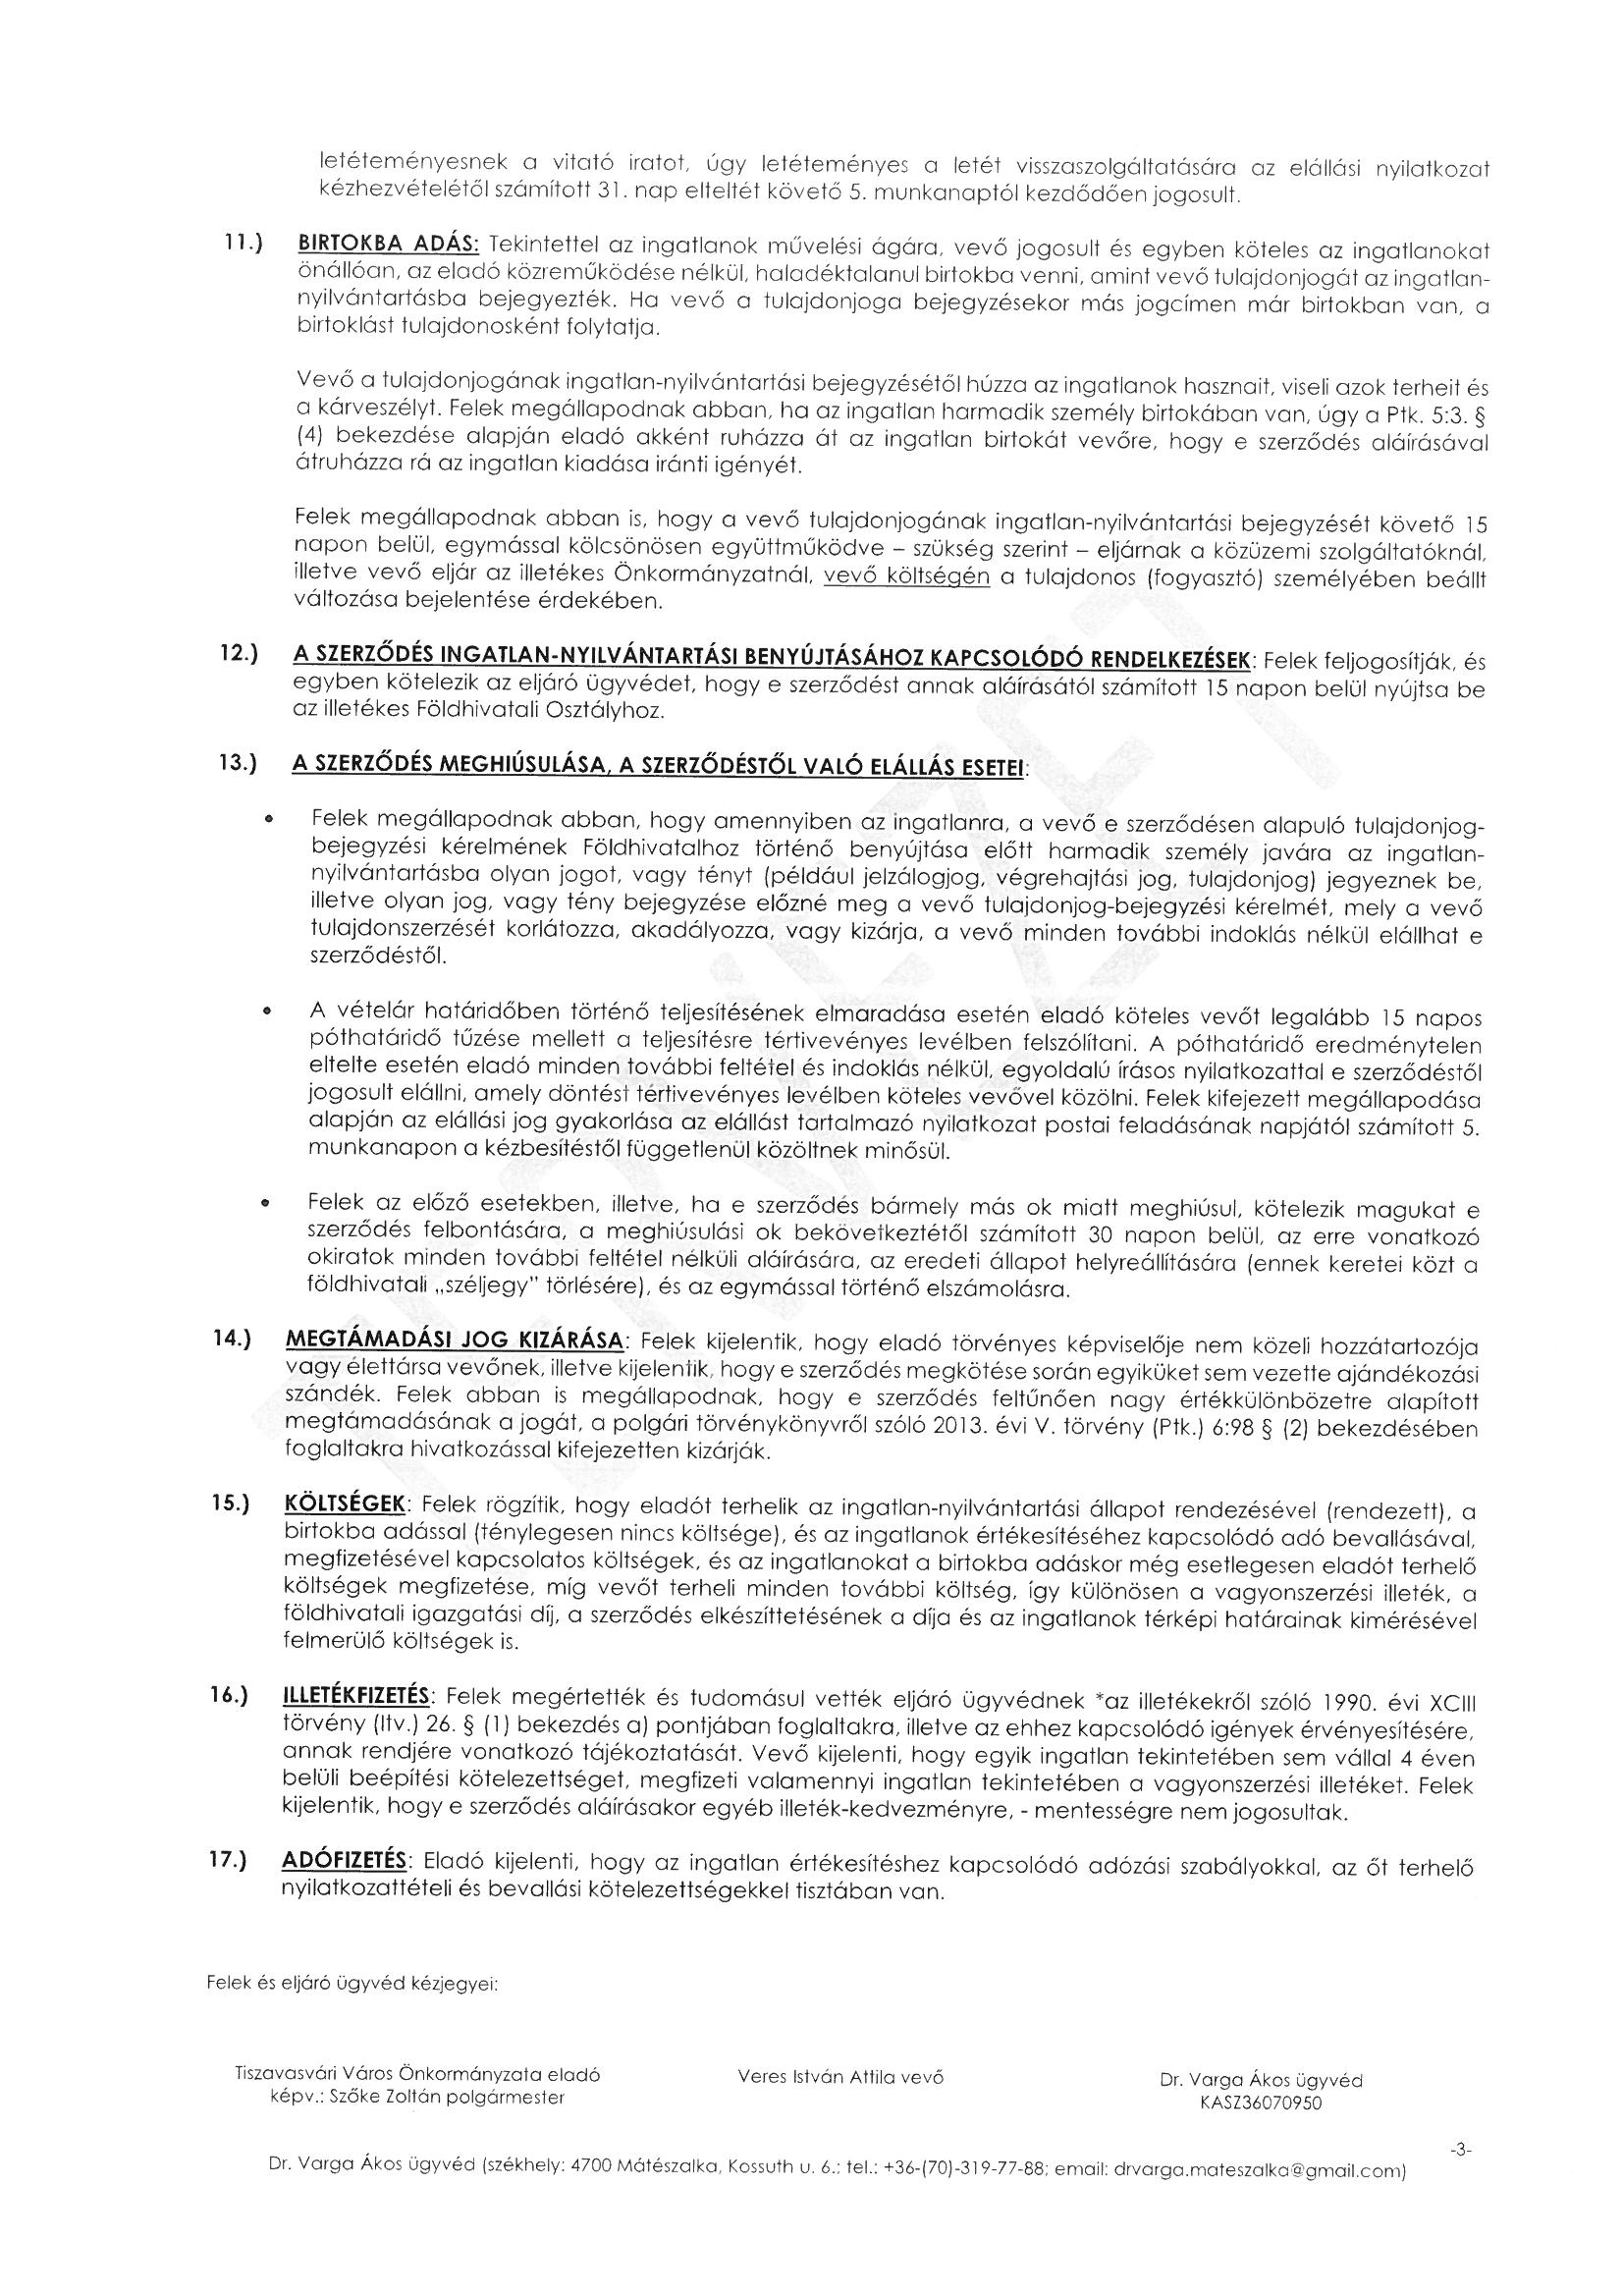 letéteményesnek a vitató iratot, úgy letéteményes a letét visszaszolgáltatására az elállási nyilatkozat
kézhezvételétől számított 31. nap elteltét követő 5. munkanaptól kezdődően jogosult.
11.) BIRTOKBA ADÁS: Tekintettel az ingatlanok művelési ágára, vevő jogosult és egyben köteles az ingatlanokat
önállóan, az eladó közreműködése nélkül, haladéktalanul birtokba venni, amint vevő tulajdonjogát az ingatlan-
nyilvántartásba bejegyezték. Ha vevő a tulajdonjoga bejegyzésekor más jogcímen már birtokban van, a
birtoklást tulajdonosként folytatja.
Vevő a tulajdonjogának ingatlan-nyilvántartási bejegyzésétől húzza az ingatlanok hasznait, viseli azok terheit és
a kárveszélyt. Felek megállapodnak abban, ha az ingatlan harmadik személy birtokában van, úgy a Ptk. 5:3. §
(4) bekezdése alapján eladó akként ruházza át az ingatlan birtokát vevőre, hogy e szerződés aláírásával
átruházza rá az ingatlan kiadása iránti igényét.
Felek megállapodnak abban is, hogy a vevő tulajdonjogának ingatlan-nyilvántartási bejegyzését követő 15
napon belül, egymással kölcsönösen együttműködve – szükség szerint – eljárnak a közüzemi szolgáltatóknál,
illetve vevő eljár az illetékes Önkormányzatnál, vevő költségén a tulajdonos (fogyasztó) személyében beállt
változása bejelentése érdekében.
12.) A SZERZŐDÉS INGATLAN-NYILVÁNTARTÁSI BENYÚJTÁSÁHOZ KAPCSOLÓDÓ RENDELKEZÉSEK: Felek feljogosítják, és
egyben kötelezik az eljáró ügyvédet, hogy e szerződést annak aláírásától számított 15 napon belül nyújtsa be
az illetékes Földhivatali Osztályhoz.
13.) A SZERZŐDÉS MEGHIÚSULÁSA, A SZERZŐDÉSTŐL VALÓ ELÁLLÁS ESETEI:
• Felek megállapodnak abban, hogy amennyiben az ingatlanra, a vevő e szerződésen alapuló tulajdonjog-
bejegyzési kérelmének Földhivatalhoz történő benyújtása előtt harmadik személy javára az ingatlan-
nyilvántartásba olyan jogot, vagy tényt (például jelzálogjog, végrehajtási jog, tulajdonjog) jegyeznek be,
illetve olyan jog, vagy tény bejegyzése előzné meg a vevő tulajdonjog-bejegyzési kérelmét, mely a vevő
tulajdonszerzését korlátozza, akadályozza, vagy kizárja, a vevő minden további indoklás nélkül elállhat e
szerződéstől.
• A vételár határidőben történő teljesítésének elmaradása esetén eladó köteles vevőt legalább 15 napos
póthatáridő tűzése mellett a teljesítésre tértivevényes levélben felszólítani. A póthatáridő eredménytelen
eltelte esetén eladó minden további feltétel és indoklás nélkül, egyoldalú írásos nyilatkozattal e szerződéstől
jogosult elállni, amely döntést tértivevényes levélben köteles vevővel közölni. Felek kifejezett megállapodása
alapján az elállási jog gyakorlása az elállást tartalmazó nyilatkozat postai feladásának napjától számított 5.
munkanapon a kézbesítéstől függetlenül közöltnek minősül.
• Felek az előző esetekben, illetve, ha e szerződés bármely más ok miatt meghiúsul, kötelezik magukat e
szerződés felbontására, a meghiúsulási ok bekövetkeztétől számított 30 napon belül, az erre vonatkozó
okiratok minden további feltétel nélküli aláírására, az eredeti állapot helyreállítására (ennek keretei közt a
földhivatali „széljegy" törlésére), és az egymással történő elszámolásra.
14.) MEGTÁMADÁSI JOG KIZÁRÁSA: Felek kijelentik, hogy eladó törvényes képviselője nem közeli hozzátartozója
vagy élettársa vevőnek, illetve kijelentik, hogy e szerződés megkötése során egyiküket sem vezette ajándékozási
szándék. Felek abban is megállapodnak, hogy e szerződés feltűnően nagy értékkülönbözetre alapított
megtámadásának a jogát, a polgári törvénykönyvről szóló 2013. évi V. törvény (Ptk.) 6:98 § (2) bekezdésében
foglaltakra hivatkozással kifejezetten kizárják.
15.) KÖLTSÉGEK: Felek rögzítik, hogy eladót terhelik az ingatlan-nyilvántartási állapot rendezésével (rendezett), a
birtokba adással (ténylegesen nincs költsége), és az ingatlanok értékesítéséhez kapcsolódó adó bevallásával,
megfizetésével kapcsolatos költségek, és az ingatlanokat a birtokba adáskor még esetlegesen eladót terhelő
költségek megfizetése, míg vevőt terheli minden további költség, így különösen a vagyonszerzési illeték, a
földhivatali igazgatási díj, a szerződés elkészíttetésének a díja és az ingatlanok térképi határainak kimérésével
felmerülő költségek is.
16.) ILLETÉKFIZETÉS: Felek megértették és tudomásul vették eljáró ügyvédnek *az illetékekről szóló 1990. évi XCIII
törvény (Itv.) 26. § (1) bekezdés a) pontjában foglaltakra, illetve az ehhez kapcsolódó igények érvényesítésére,
annak rendjére vonatkozó tájékoztatását. Vevő kijelenti, hogy egyik ingatlan tekintetében sem vállal 4 éven
belüli beépítési kötelezettséget, megfizeti valamennyi ingatlan tekintetében a vagyonszerzési illetéket. Felek
kijelentik, hogy e szerződés aláírásakor egyéb illeték-kedvezményre, - mentességre nem jogosultak.
17.) ADÓFIZETÉS: Eladó kijelenti, hogy az ingatlan értékesítéshez kapcsolódó adózási szabályokkal, az őt terhelő
nyilatkozattételi és bevallási kötelezettségekkel tisztában van.
Felek és eljáró ügyvéd kézjegyei:
Tiszavasvári Város Önkormányzata eladó
képv.: Szőke Zoltán polgármester
Veres István Attila vevő
Dr. Varga Ákos ügyvéd
KASZ36070950
-3-
Dr. Varga Ákos ügyvéd (székhely: 4700 Mátészalka, Kossuth u. 6.; tel.: +36-(70)-319-77-88; email: drvarga.mateszalka@gmail.com)